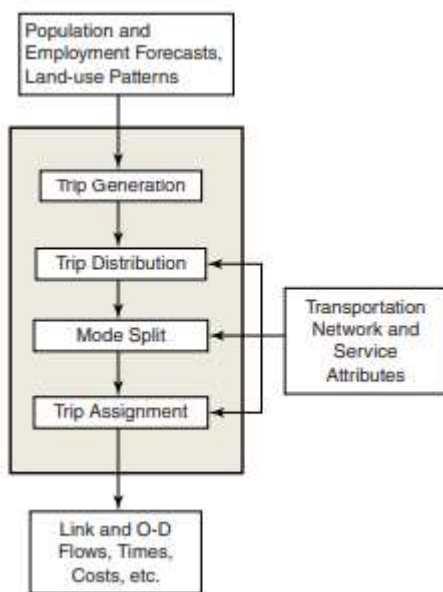 Population and
Employment Forecasts,
Land-use Patterns
Trip Generation
Trip Distribution
Mode Split
Trip Assignment
Transportation
Network and
Service
Attributes
Link and O-D
Flows, Times,
Costs, etc.